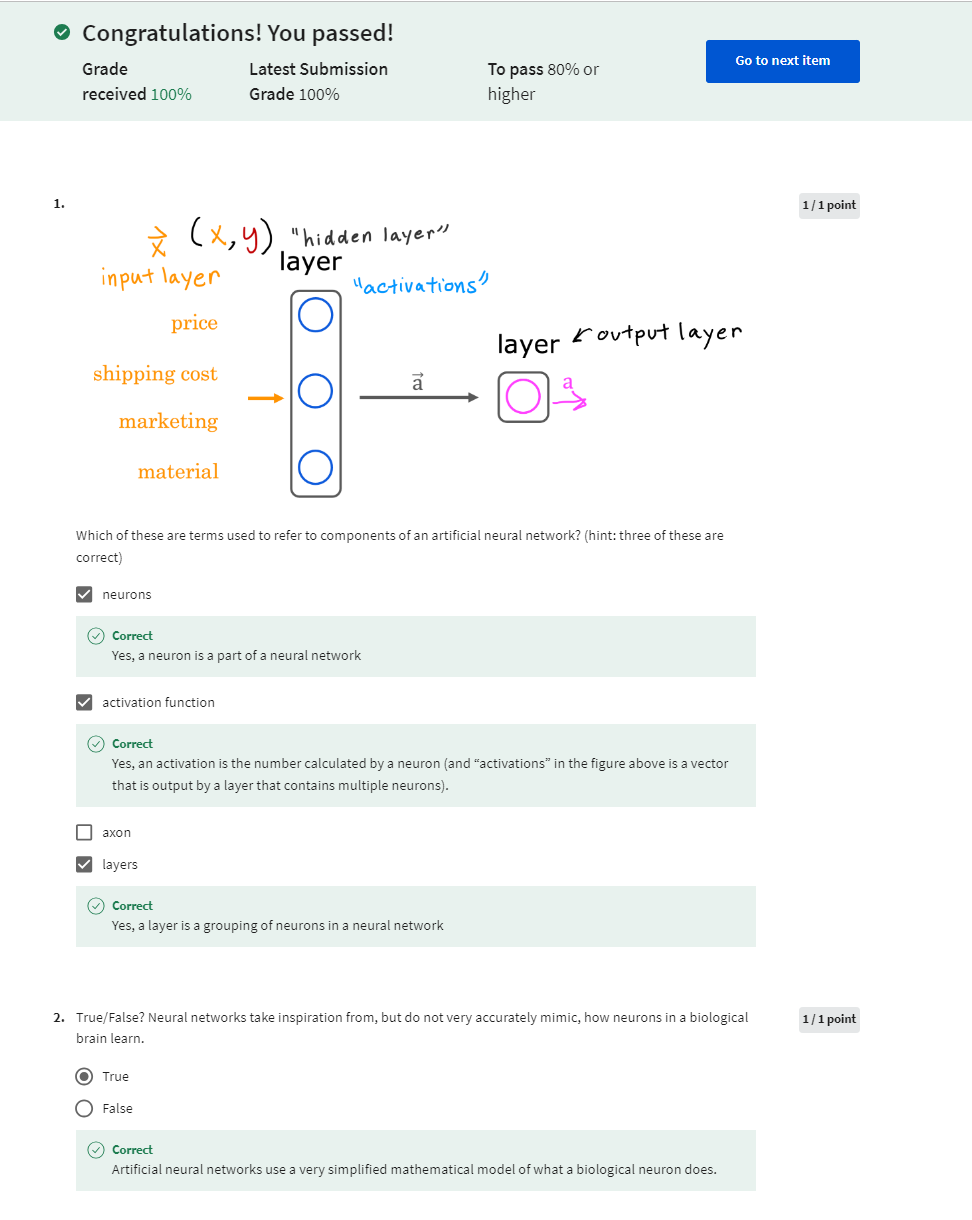 Congratulations! You passed!
Grade
received 100%
Latest Submission
Grade 100%
To pass 80% or
higher
Go to next item
1.
1 / 1 point
x⃗ (x,y) "hidden layer"
input layer
layer
"activations"
price
shipping cost
marketing
material
a⃗
layer
output layer
a
Which of these are terms used to refer to components of an artificial neural network? (hint: three of these are
correct)
neurons
Correct
Yes, a neuron is a part of a neural network
activation function
Correct
Yes, an activation is the number calculated by a neuron (and “activations” in the figure above is a vector
that is output by a layer that contains multiple neurons).
axon
layers
Correct
Yes, a layer is a grouping of neurons in a neural network
2. True/False? Neural networks take inspiration from, but do not very accurately mimic, how neurons in a biological
brain learn.
1 / 1 point
True
False
Correct
Artificial neural networks use a very simplified mathematical model of what a biological neuron does.